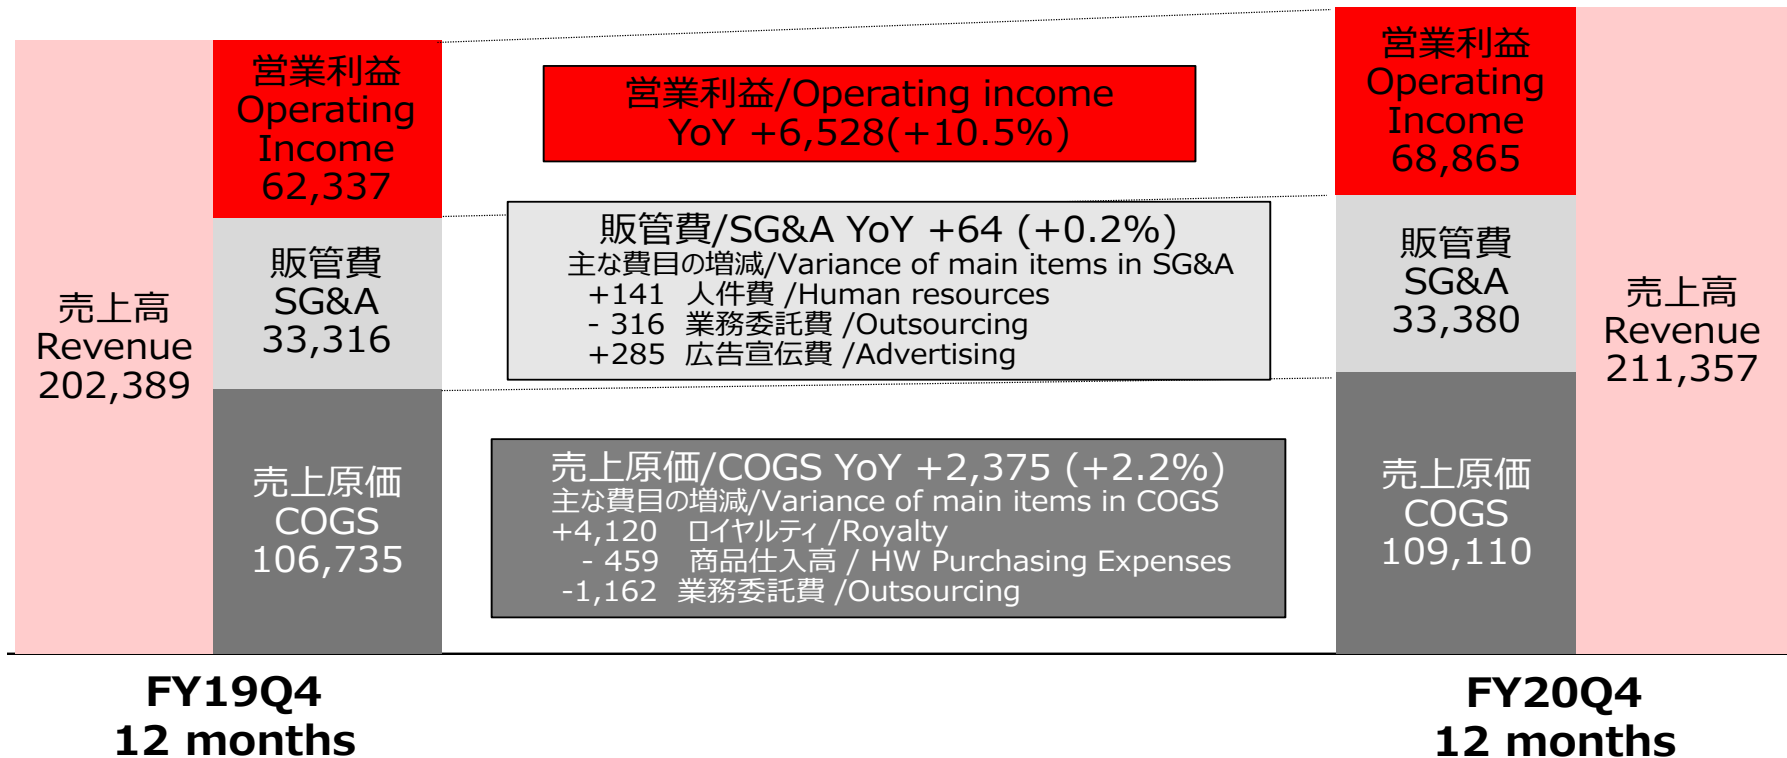 売上高
Revenue
202,389
営業利益
Operating
Income
62,337
販管費
SG&A
33,316
売上原価
COGS
106,735
営業利益/Operating income
YoY +6,528(+10.5%)
販管費/SG&A YoY +64 (+0.2%)
主な費目の増減/Variance of main items in SG&A
+141 人件費 /Human resources
- 316 業務委託費 /Outsourcing
+285 広告宣伝費 /Advertising
売上原価/COGS YoY +2,375 (+2.2%)
主な費目の増減/Variance of main items in COGS
+4,120 ロイヤルティ /Royalty
- 459 商品仕入高 / HW Purchasing Expenses
-1,162 業務委託費 /Outsourcing
営業利益
Operating
Income
68,865
販管費
SG&A
33,380
売上原価
COGS
109,110
売上高
Revenue
211,357
FY19Q4
12 months
FY20Q4
12 months